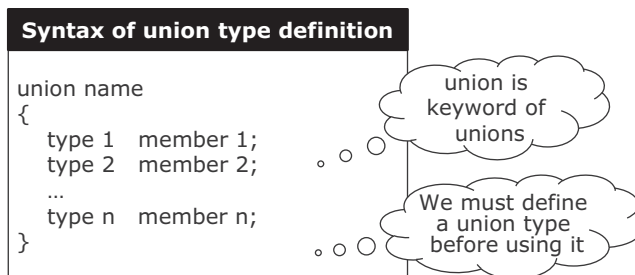 Syntax of union type definition
union name
{
type 1 member 1;
type 2 member 2;
…
type n member n;
}
union is
keyword of
unions
We must define
a union type
before using it